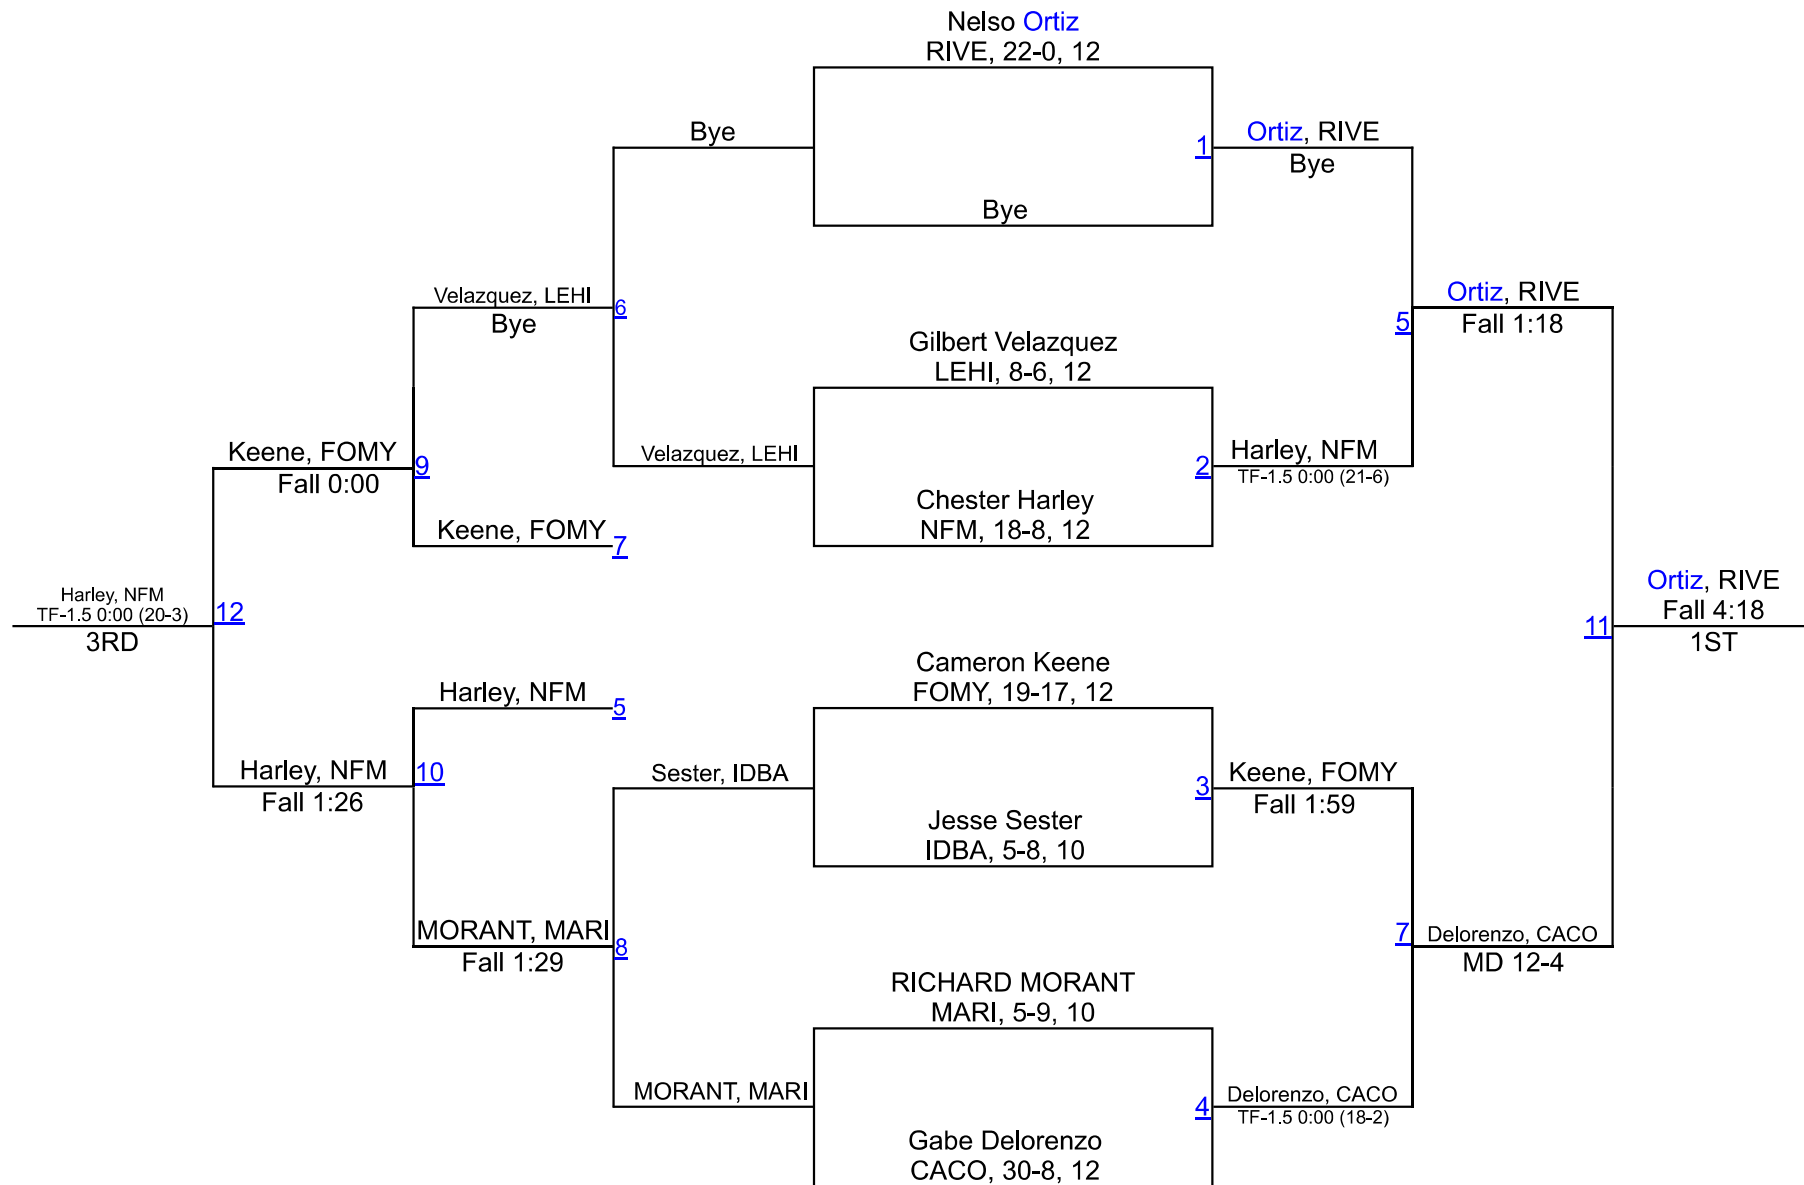 Nelso Ortiz
RIVE, 22-0, 12
Bye
1
Ortiz, RIVE
Bye
Bye
Velazquez, LEHI
6
Bye
Ortiz, RIVE
5
Fall 1:18
Gilbert Velazquez
LEHI, 8-6, 12
Keene, FOMY
9
Fall 0:00
Velazquez, LEHI
2
Harley, NFM
TF-1.5 0:00 (21-6)
Chester Harley
NFM, 18-8, 12
Keene, FOMY
7
Harley, NFM
TF-1.5 0:00 (20-3)
12
3RD
Ortiz, RIVE
Fall 4:18
11
1ST
Cameron Keene
FOMY, 19-17, 12
Harley, NFM
5
Harley, NFM
10
Fall 1:26
Sester, IDBA
3
Keene, FOMY
Fall 1:59
Jesse Sester
IDBA, 5-8, 10
MORANT, MARI
8
Fall 1:29
7
Delorenzo, CACO
MD 12-4
RICHARD MORANT
MARI, 5-9, 10
MORANT, MARI
4
Delorenzo, CACO
TF-1.5 0:00 (18-2)
Gabe Delorenzo
CACO, 30-8, 12